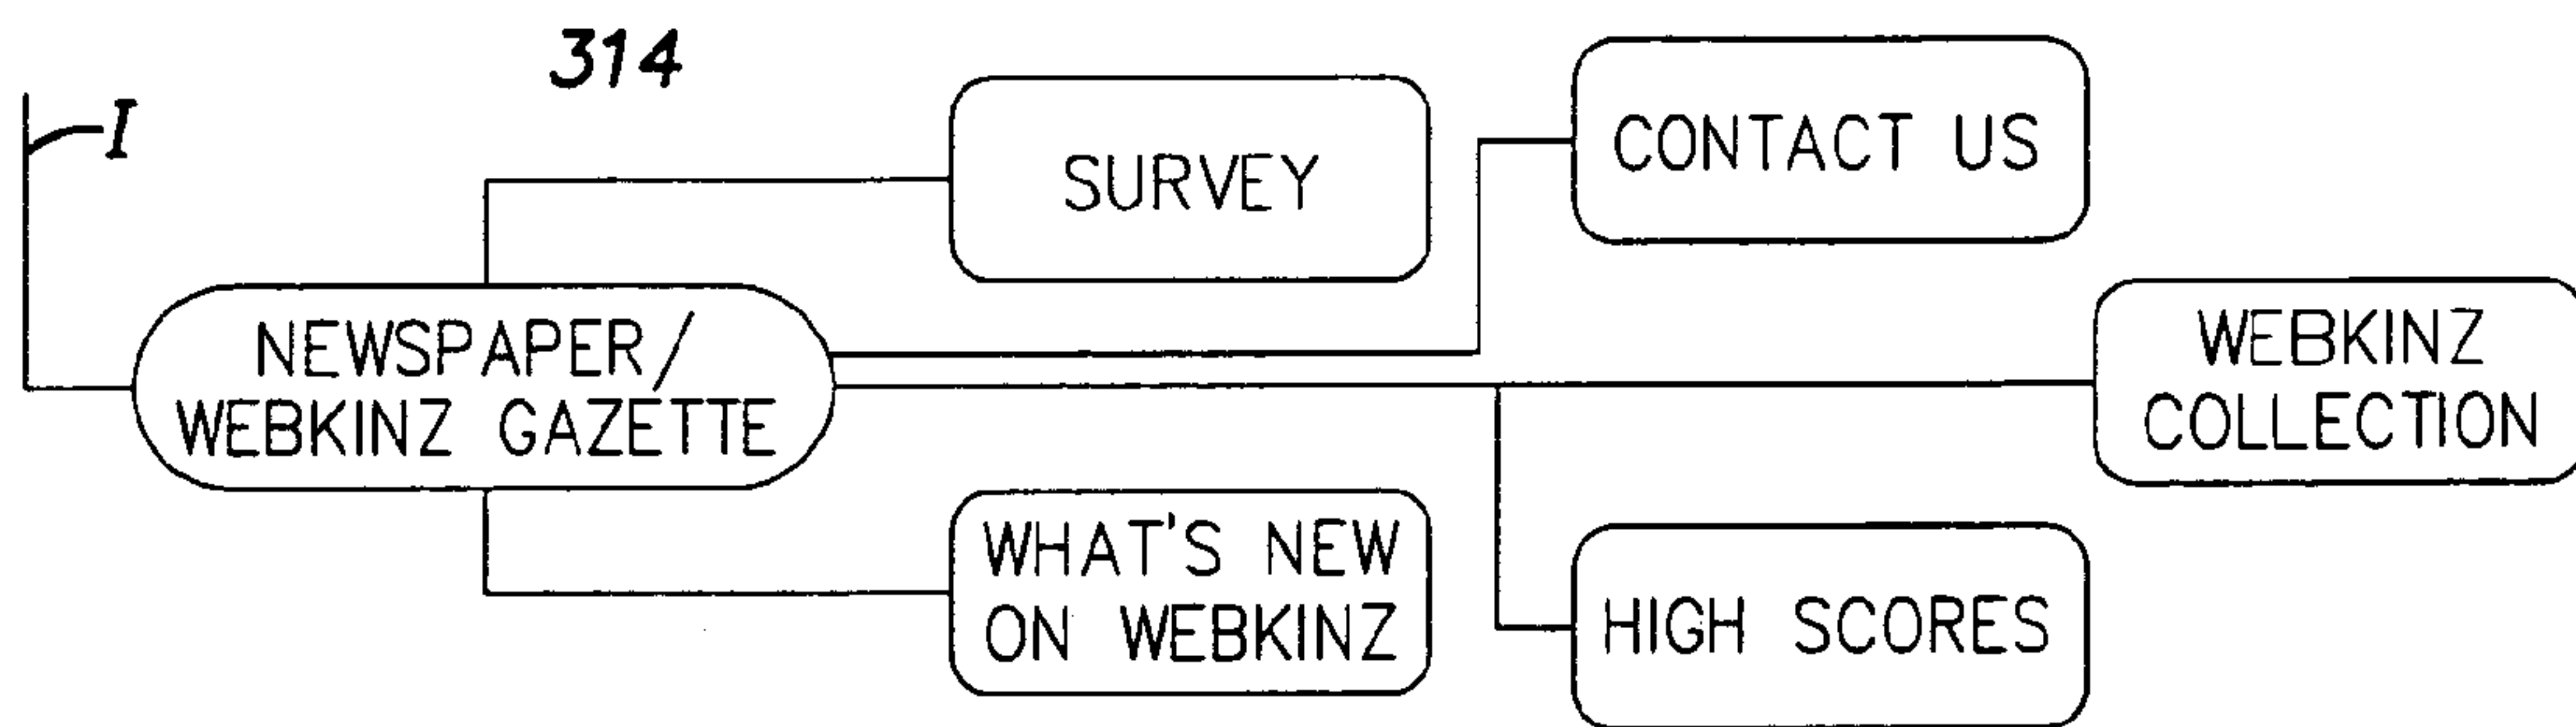 314
I
SURVEY
CONTACT US
NEWSPAPER/
WEBKINZ GAZETTE
WEBKINZ
COLLECTION
WHAT'S NEW
ON WEBKINZ
HIGH SCORES